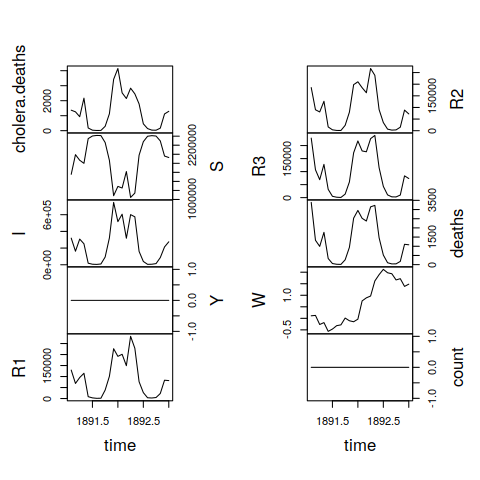 cholera.deaths
0 2000
S
1000000 2200000
I
0e+00 6e+05
Y
-1.0 0.0 1.0
R1
0 150000
1891.5 1892.5
time
R2
0 150000
R3
0 150000
deaths
0 1500 3500
W
-0.5 1.0
count
-1.0 0.0 1.0
1891.5 1892.5
time